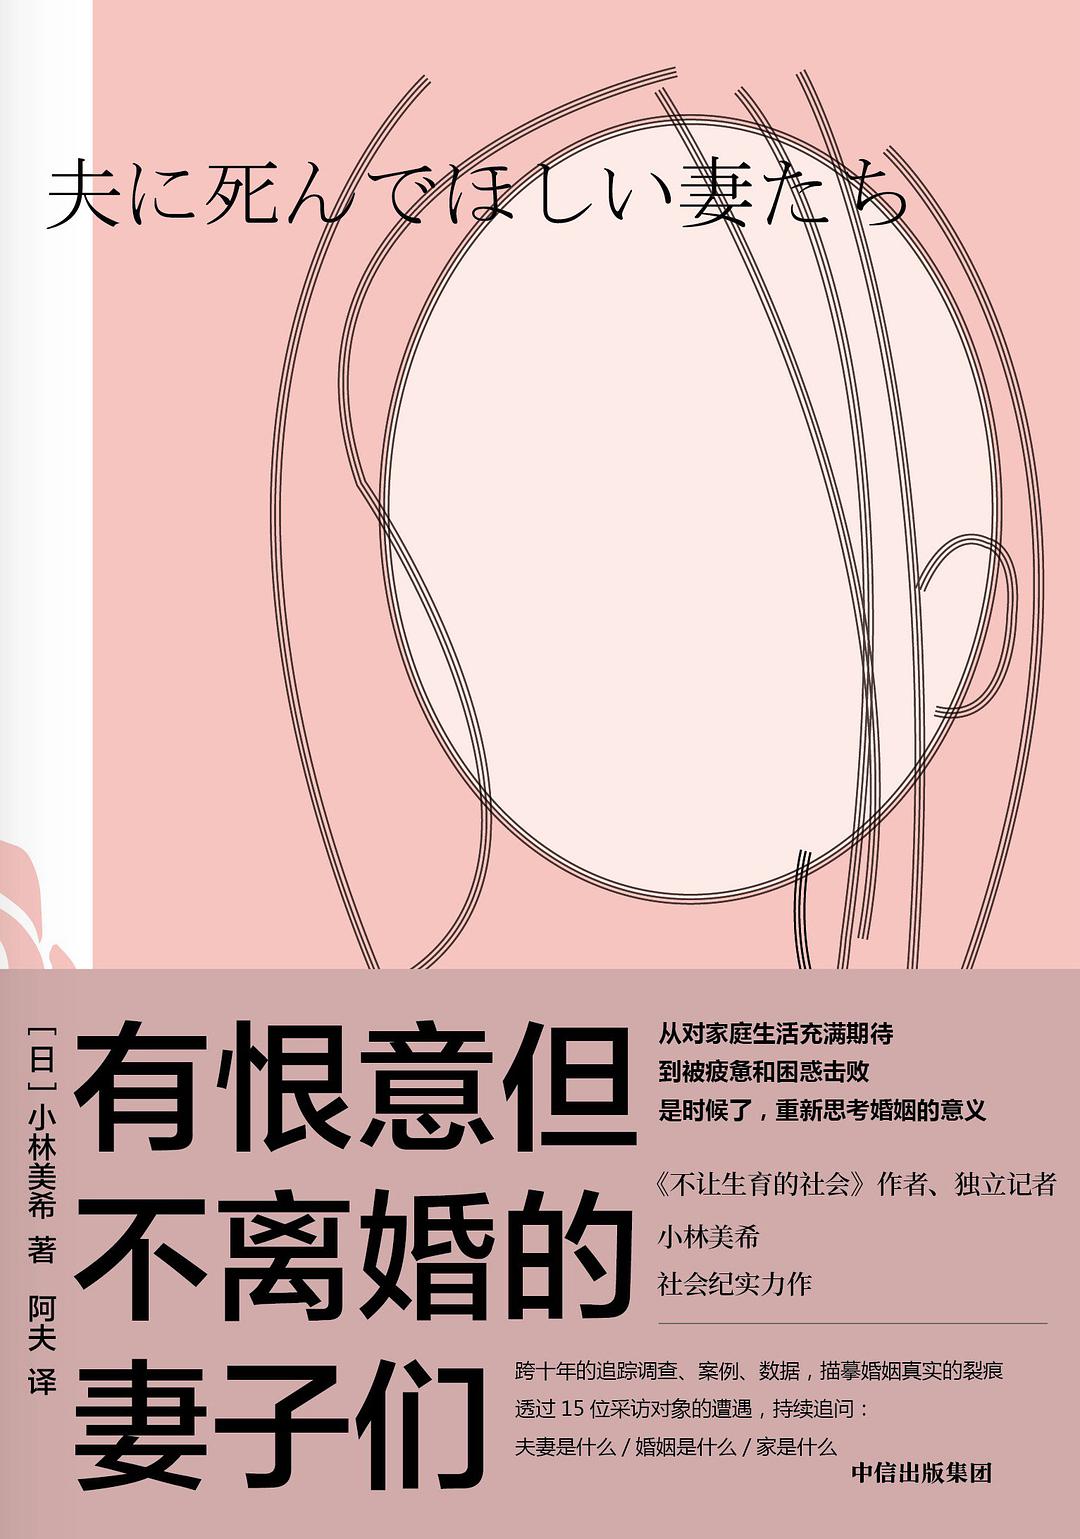 夫に死んでほしい妻たち
有恨意但
不离婚的
妻子们
［日］小林美希 著 阿夫 译
从对家庭生活充满期待
到被疲惫和困惑击败
是时候了，重新思考婚姻的意义
《不让生育的社会》作者、独立记者
小林美希
社会纪实力作
跨十年的追踪调查、案例、数据，描摹婚姻真实的裂痕
透过 15 位采访对象的遭遇，持续追问：
夫妻是什么 / 婚姻是什么 / 家是什么
中信出版集团